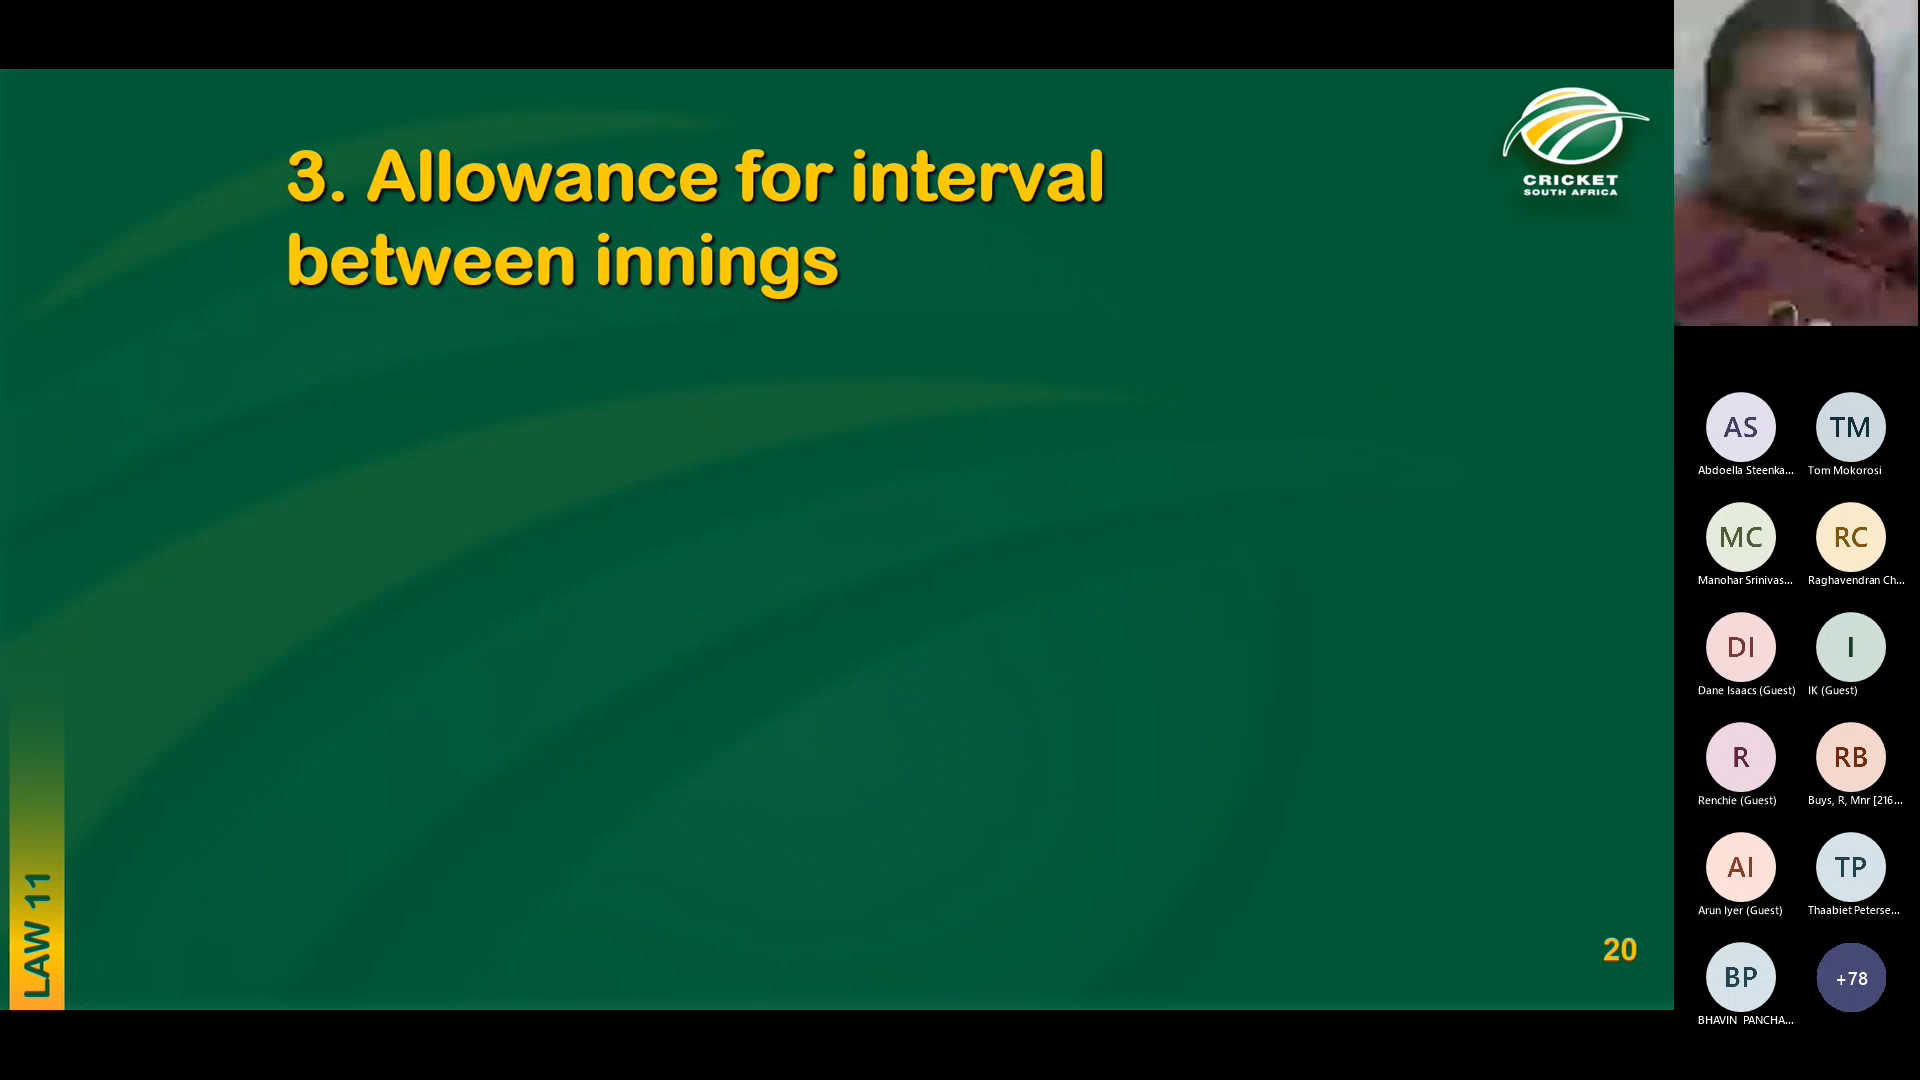 3. Allowance for interval
between innings
CRICKET
SOUTH AFRICA
LAW 11
20
AS
Abdoella Steenka...
TM
Tom Mokorosi
MC
Manohar Srinivas...
RC
Raghavendran Ch...
DI
Dane Isaacs (Guest)
I
IK (Guest)
R
Renchie (Guest)
RB
Buys, R, Mnr [216...
AI
Arun Iyer (Guest)
TP
Thaabiet Peterse...
BP
BHAVIN PANCHA...
+78